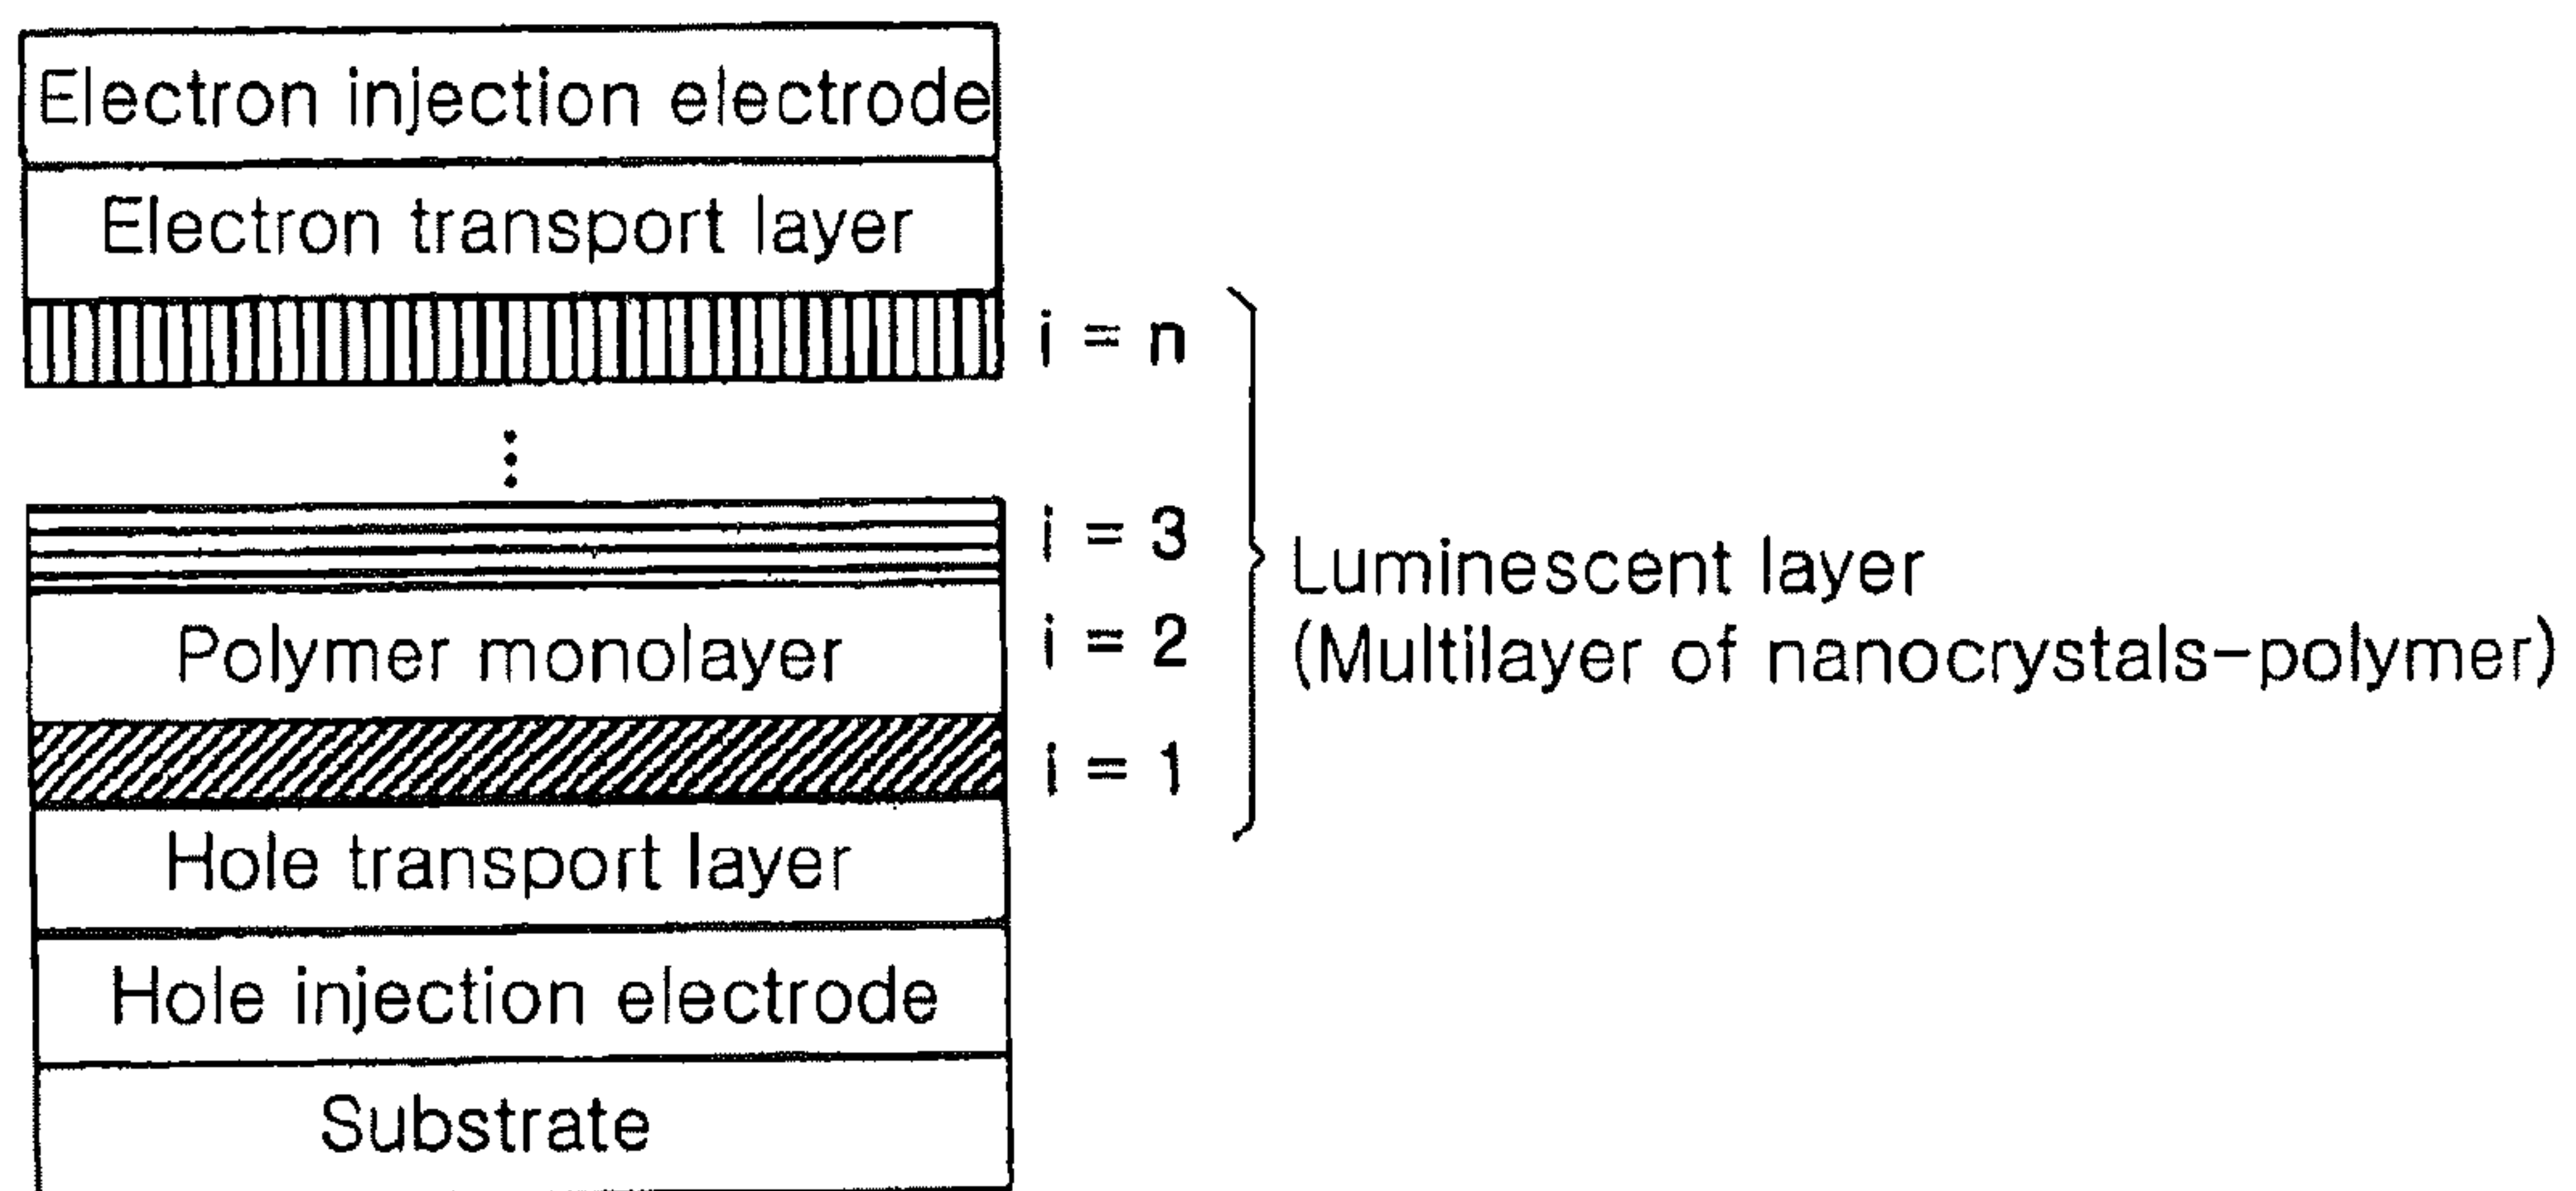 Electron injection electrode
Electron transport layer
i = n
⋮
i = 3
Polymer monolayer
i = 2
i = 1
Luminescent layer
(Multilayer of nanocrystals-polymer)
Hole transport layer
Hole injection electrode
Substrate